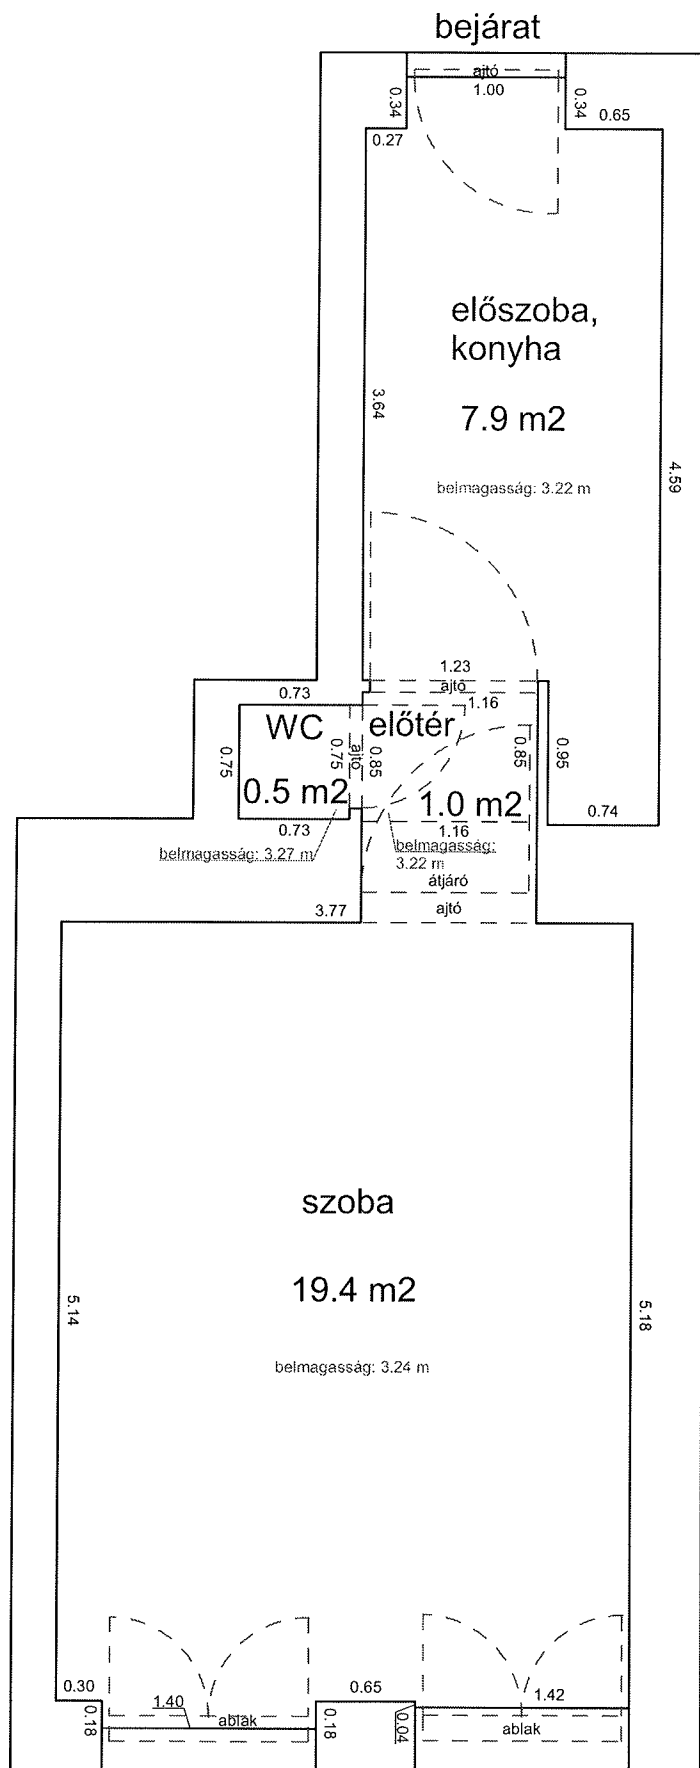 bejárat
ajtó
1.00
0.34
0.34
0.65
0.27
előszoba,
konyha
7.9 m2
3.64
4.59
belmagasság: 3.22 m
1.23
ajtó
0.73
1.16
WC
előtér
0.75
0.75
ajtó
0.85
0.85
0.95
0.5 m2
1.0 m2
0.74
0.73
1.16
belmagasság: 3.27 m
belmagasság:
3.22 m
átjáró
3.77
ajtó
szoba
19.4 m2
5.14
5.18
belmagasság: 3.24 m
0.30
0.65
1.40
1.42
0.18
ablak
0.18
0.04
ablak